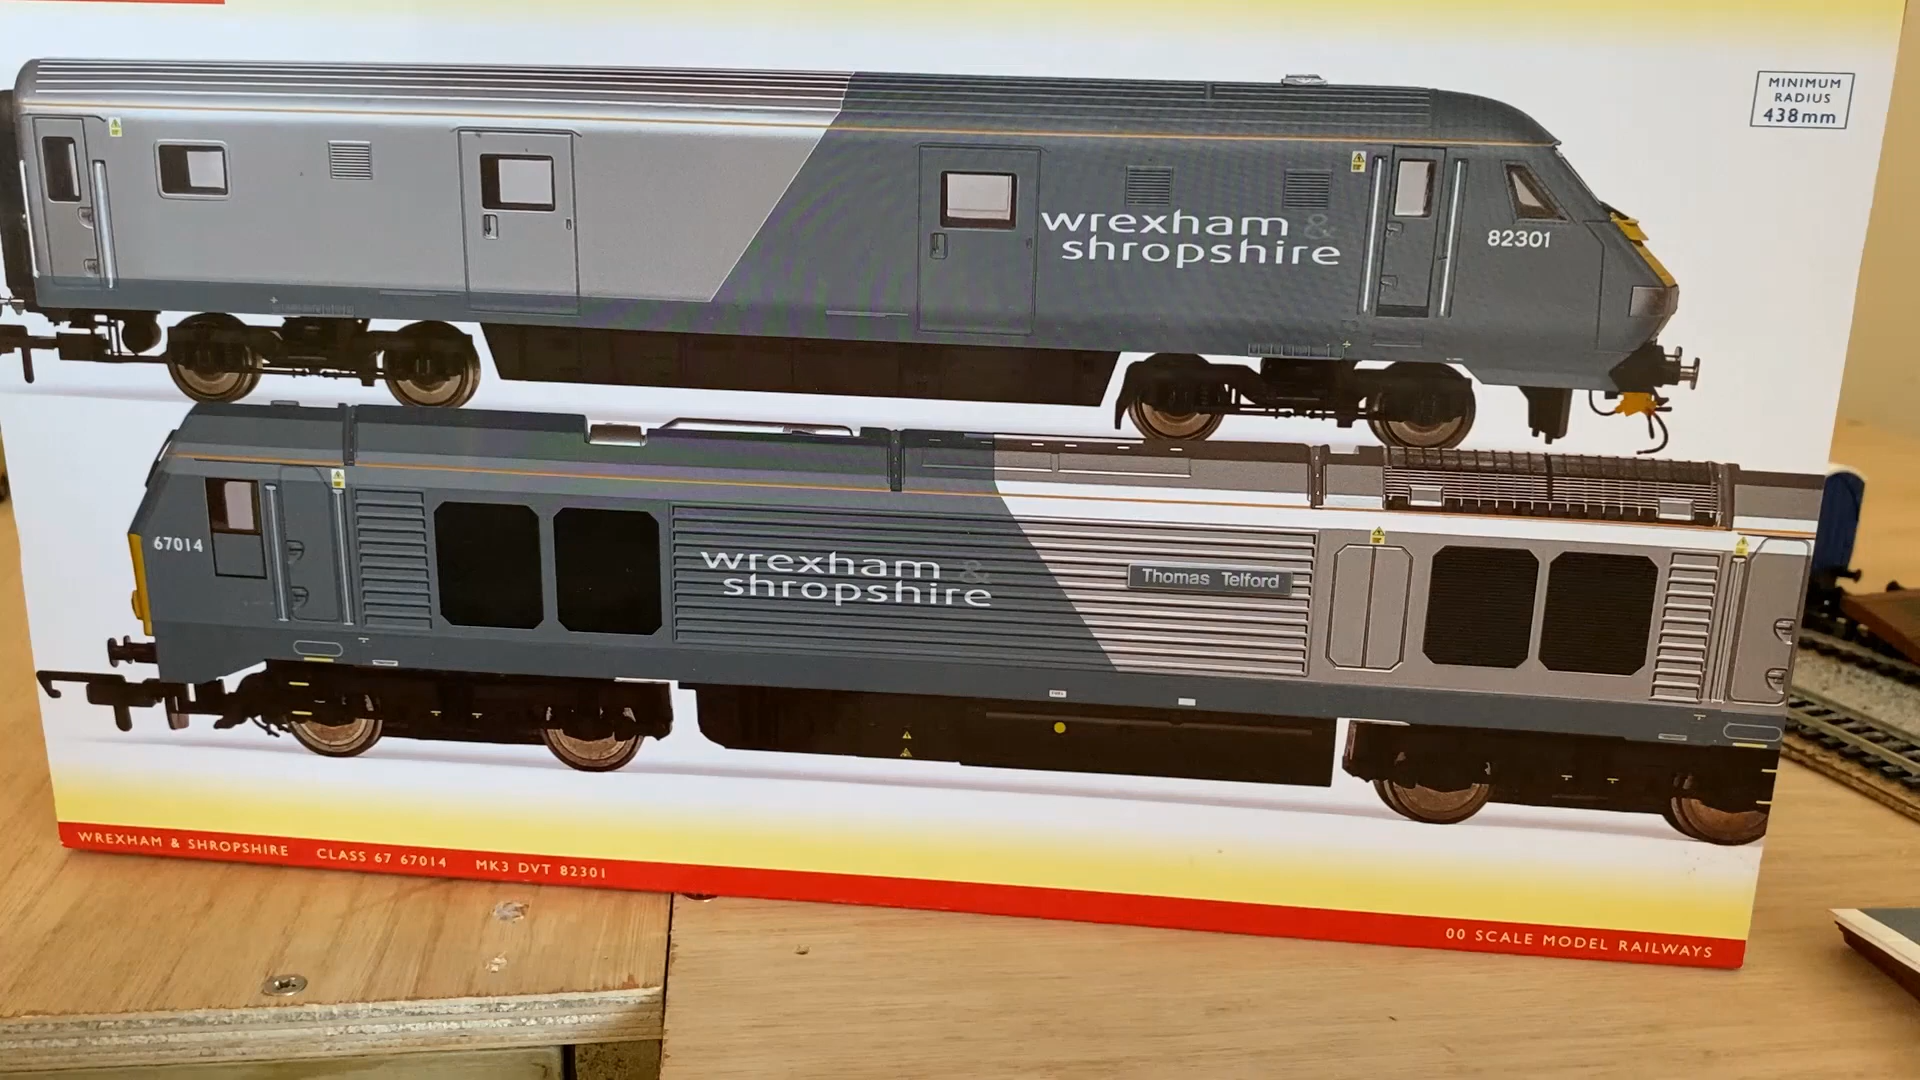 MINIMUM
RADIUS
438mm
wrexham &
shropshire
82301
67014
wrexham &
shropshire
Thomas Telford
WREXHAM & SHROPSHIRE CLASS 67 67014 MK3 DVT 82301
00 SCALE MODEL RAILWAYS